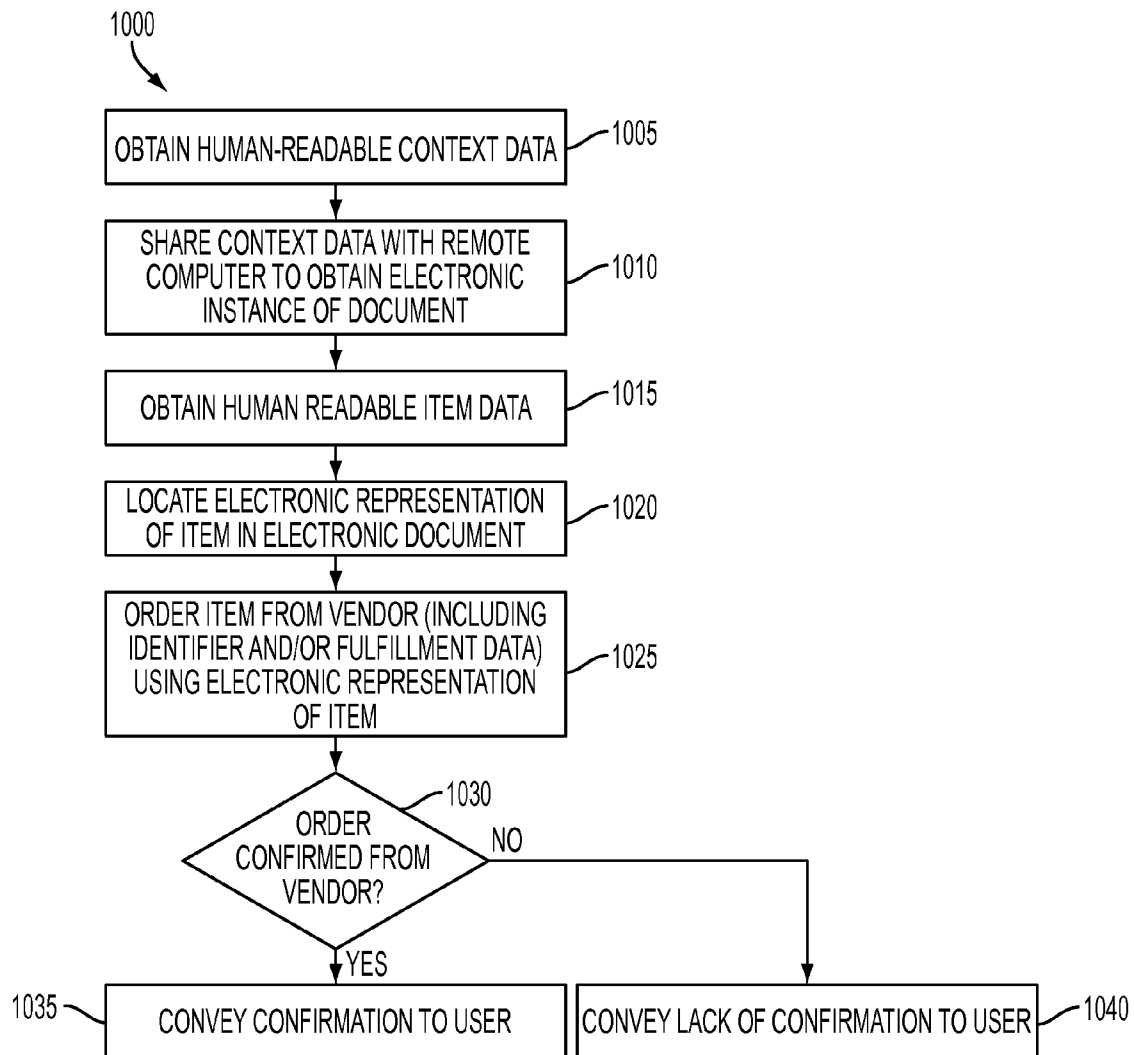 1000
OBTAIN HUMAN-READABLE CONTEXT DATA
1005
SHARE CONTEXT DATA WITH REMOTE
COMPUTER TO OBTAIN ELECTRONIC
INSTANCE OF DOCUMENT
1010
OBTAIN HUMAN READABLE ITEM DATA
1015
LOCATE ELECTRONIC REPRESENTATION
OF ITEM IN ELECTRONIC DOCUMENT
1020
ORDER ITEM FROM VENDOR (INCLUDING
IDENTIFIER AND/OR FULFILLMENT DATA)
USING ELECTRONIC REPRESENTATION
OF ITEM
1025
1030
ORDER
CONFIRMED FROM
VENDOR?
NO
YES
1035
CONVEY CONFIRMATION TO USER
CONVEY LACK OF CONFIRMATION TO USER
1040